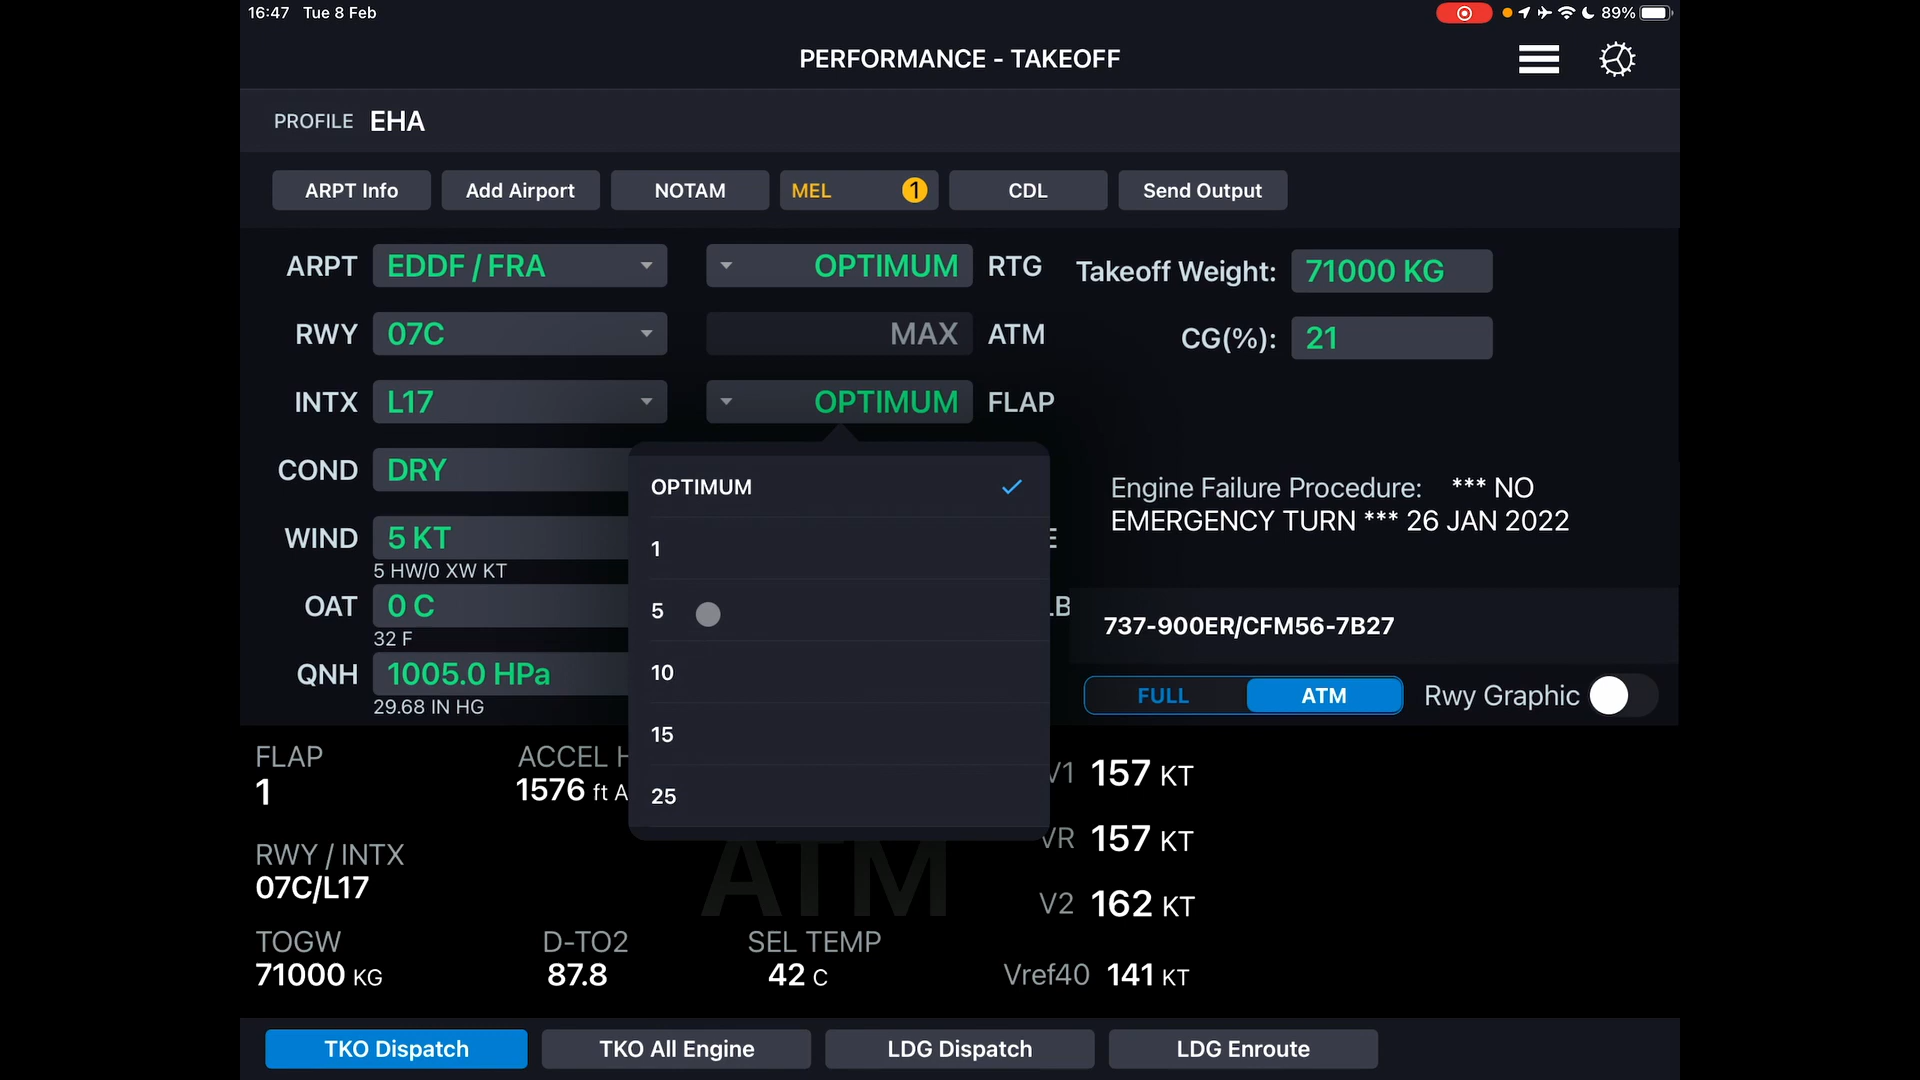 16:47 Tue 8 Feb
89%
PERFORMANCE - TAKEOFF
PROFILE EHA
ARPT Info
Add Airport
NOTAM
MEL 1
CDL
Send Output
ARPT EDDF / FRA OPTIMUM RTG Takeoff Weight: 71000 KG
RWY 07C MAX ATM CG(%): 21
INTX L17 OPTIMUM FLAP
COND DRY
WIND 5 KT
5 HW/0 XW KT
OAT 0 C
32 F
QNH 1005.0 HPa
29.68 IN HG
OPTIMUM
1
5
10
15
25
E
LB
Engine Failure Procedure: *** NO
EMERGENCY TURN *** 26 JAN 2022
737-900ER/CFM56-7B27
FULL ATM Rwy Graphic
FLAP
1
ACCEL H
1576 ft A
RWY / INTX
07C/L17
ATM
TOGW
71000 KG
D-TO2
87.8
SEL TEMP
42 C
V1 157 KT
VR 157 KT
V2 162 KT
Vref40 141 KT
TKO Dispatch
TKO All Engine
LDG Dispatch
LDG Enroute